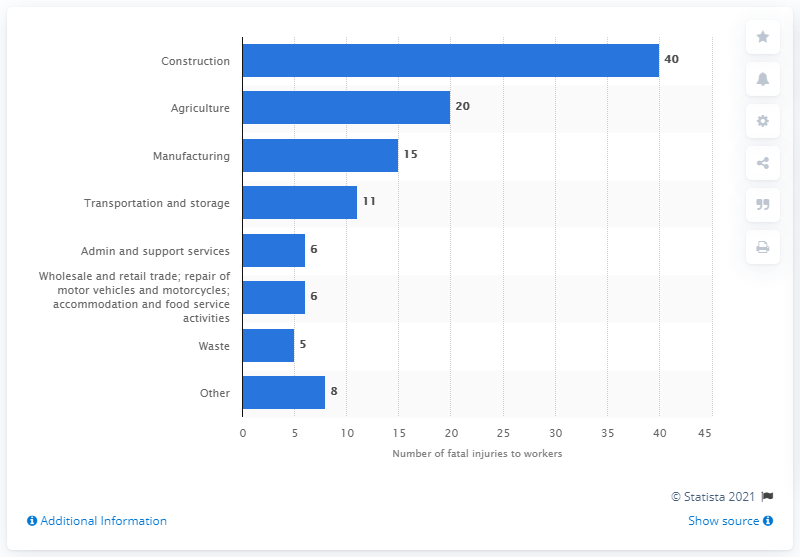 Construction 40
Agriculture 20
Manufacturing 15
Transportation and storage 11
Admin and support services 6
Wholesale and retail trade; repair of
motor vehicles and motorcycles;
accommodation and food service
activities
6
Waste 5
Other 8
0 5 10 15 20 25 30 35 40 45
Number of fatal injuries to workers
© Statista 2021
Additional Information
Show source